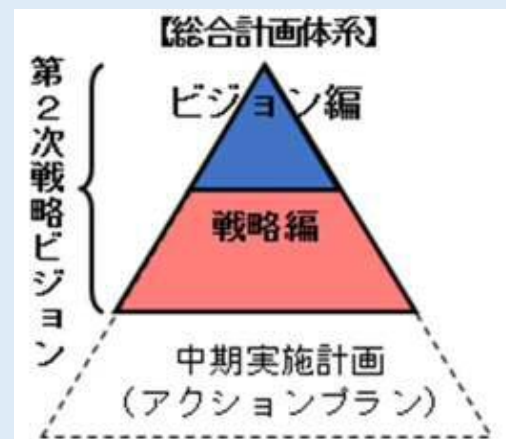 【総合計画体系】
第2次戦略ビジョン
ビジョン編
戦略編
中期実施計画
(アクションプラン)